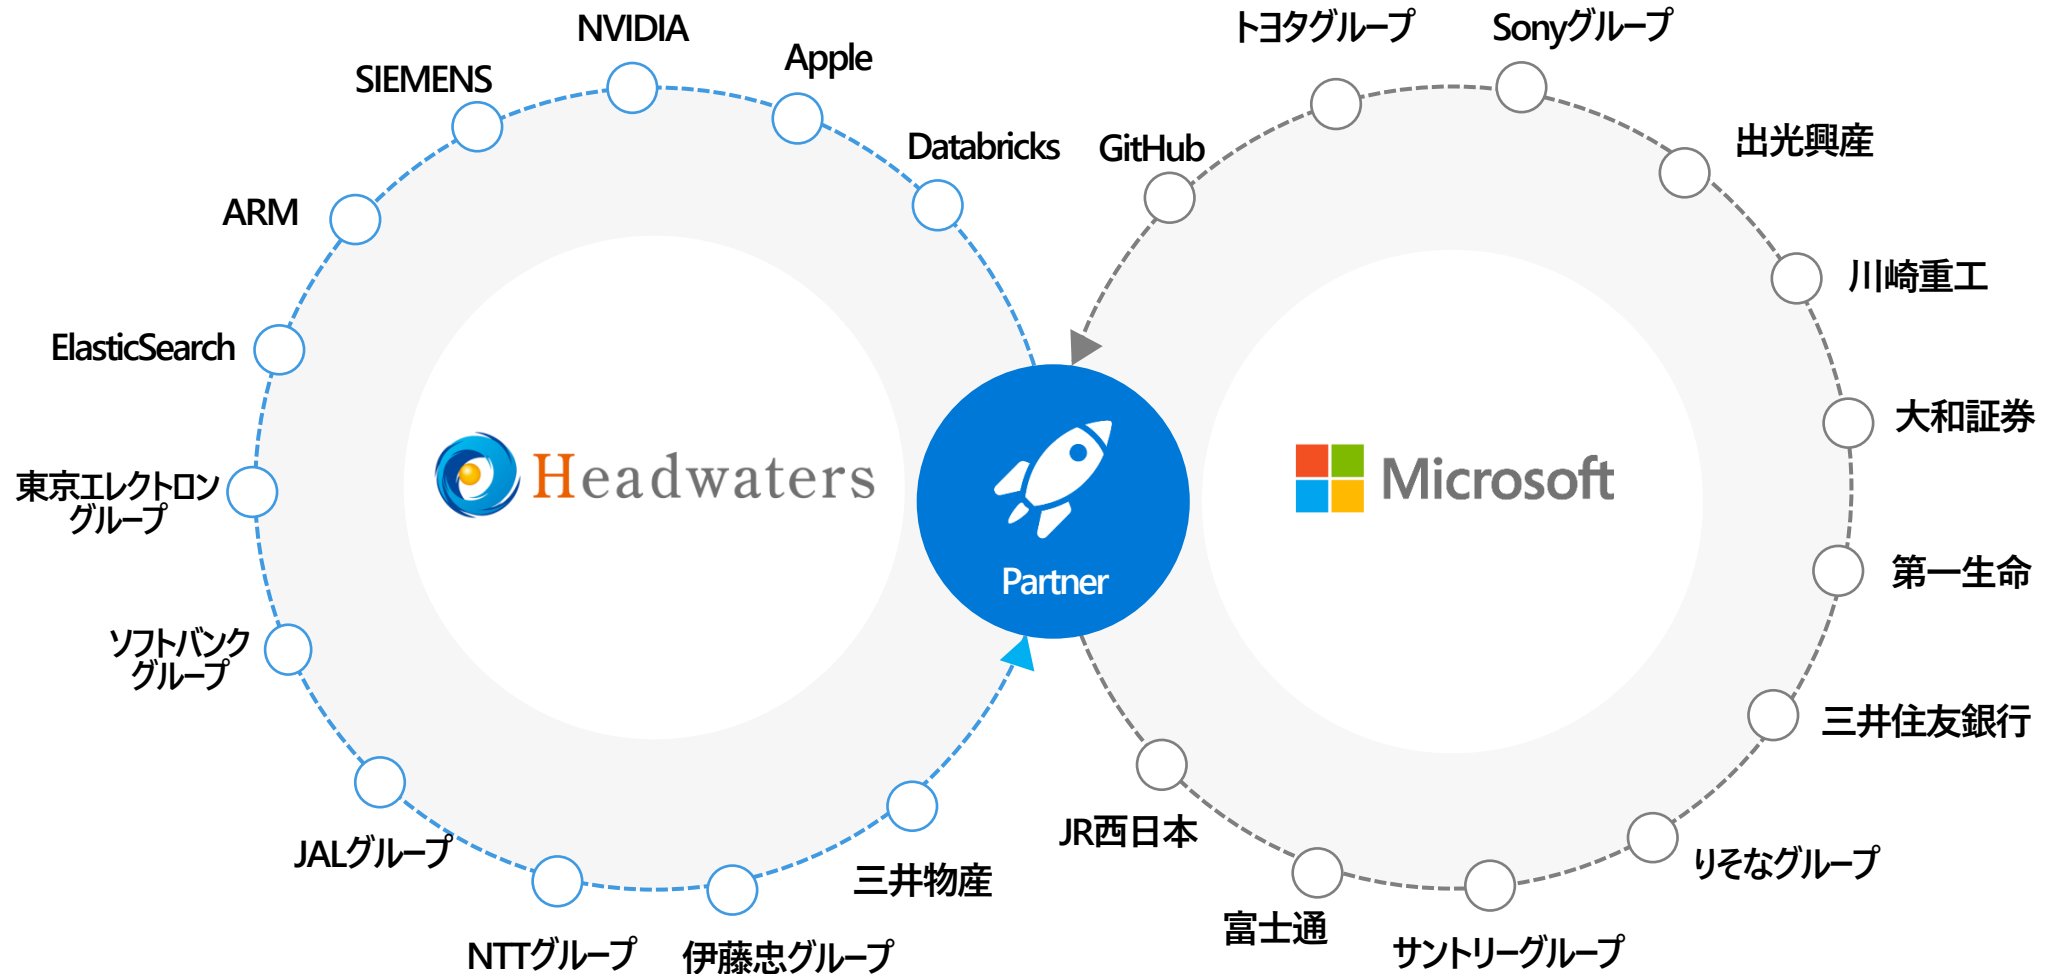 NVIDIA
Apple
SIEMENS
Databricks
ARM
ElasticSearch
東京エレクトロン
グループ
ソフトバンク
グループ
JALグループ
NTTグループ
伊藤忠グループ
三井物産
Headwaters
Partner
Microsoft
トヨタグループ
Sonyグループ
GitHub
出光興産
川崎重工
大和証券
第一生命
三井住友銀行
りそなグループ
サントリーグループ
富士通
JR西日本